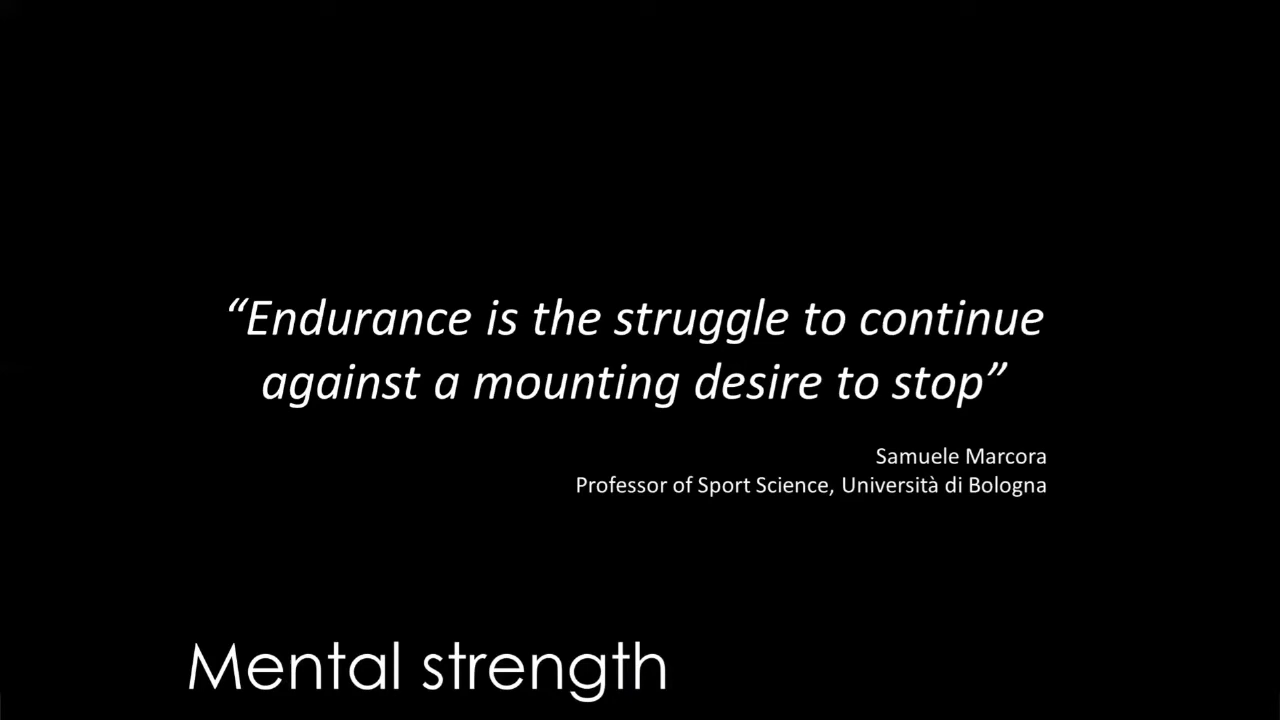 “Endurance is the struggle to continue
against a mounting desire to stop”
Samuele Marcora
Professor of Sport Science, Università di Bologna
Mental strength